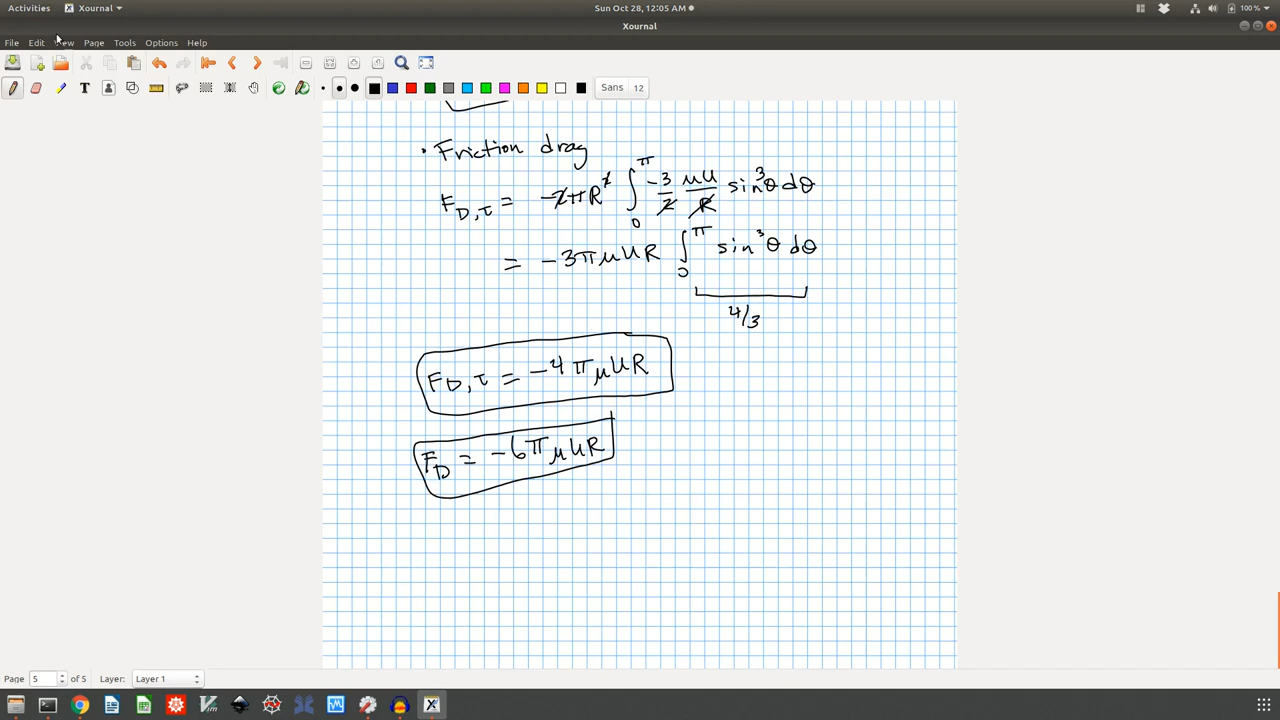 Activities Xournal Sun Oct 28, 12:05 AM 100 %
Xournal
File Edit View Page Tools Options Help
T Sans 12
• Friction drag
F_{D,τ} = -2πR² ∫₀^π -3/2 μU/R sin³θ dθ
= -3πμUR ∫₀^π sin³θ dθ
4/3
F_{D,τ} = -4πμUR
F_D = -6πμUR
Page 5 of 5 Layer: Layer 1